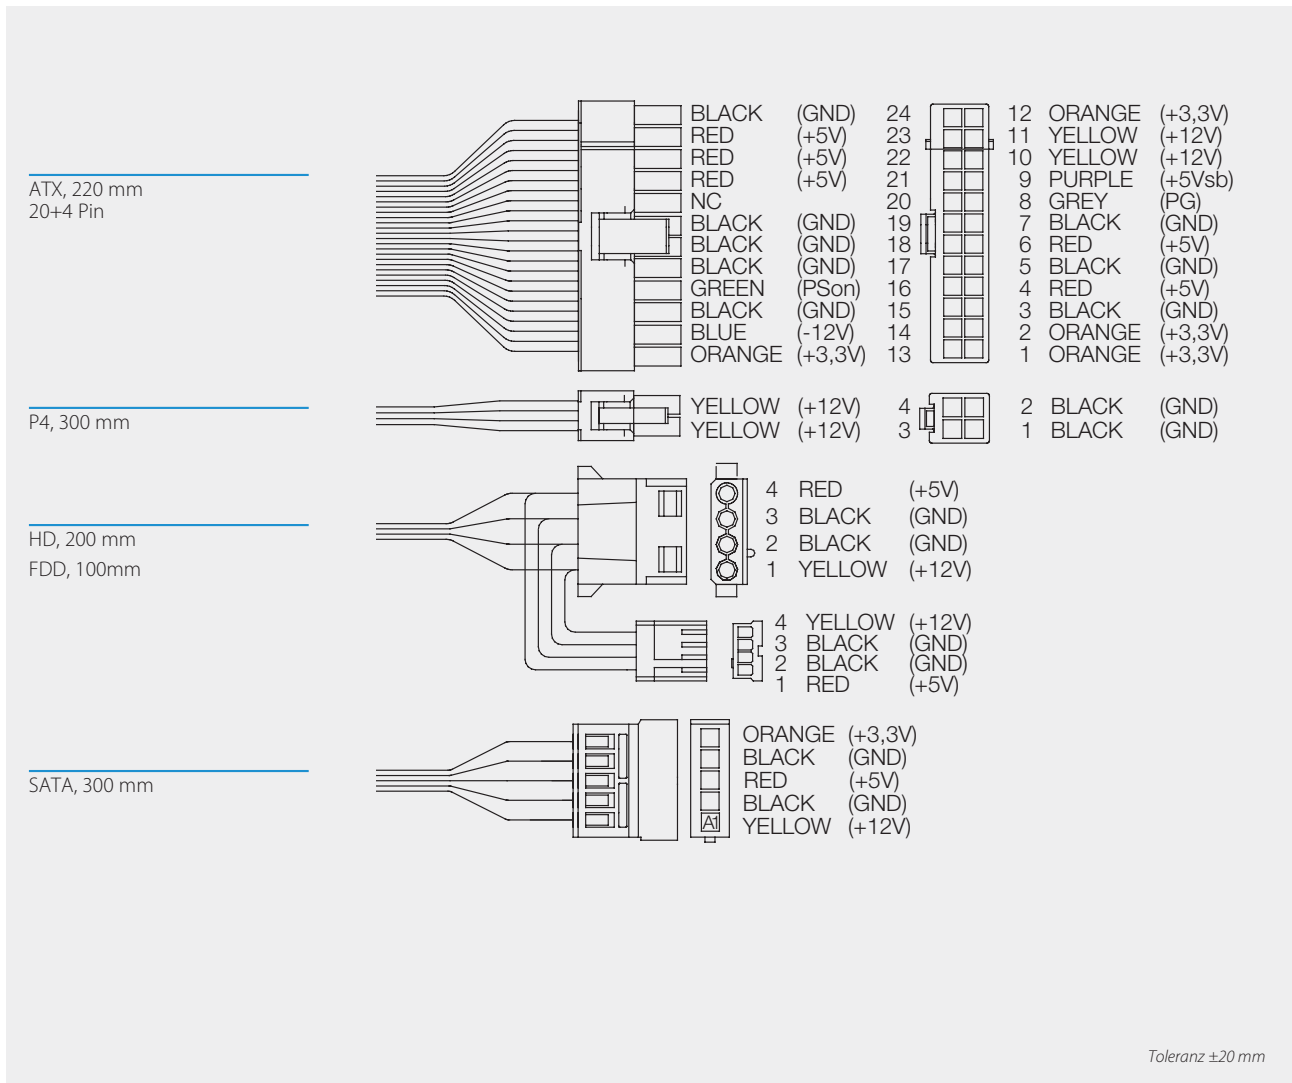 BLACK (GND) 24 12 ORANGE (+3,3V)
RED (+5V) 23 11 YELLOW (+12V)
RED (+5V) 22 10 YELLOW (+12V)
RED (+5V) 21 9 PURPLE (+5Vsb)
ATX, 220 mm
20+4 Pin
NC 20 8 GREY (PG)
BLACK (GND) 19 7 BLACK (GND)
BLACK (GND) 18 6 RED (+5V)
BLACK (GND) 17 5 BLACK (GND)
GREEN (PSon) 16 4 RED (+5V)
BLACK (GND) 15 3 BLACK (GND)
BLUE (-12V) 14 2 ORANGE (+3,3V)
ORANGE (+3,3V) 13 1 ORANGE (+3,3V)
P4, 300 mm
YELLOW (+12V) 4 2 BLACK (GND)
YELLOW (+12V) 3 1 BLACK (GND)
HD, 200 mm
FDD, 100mm
4 RED (+5V)
3 BLACK (GND)
2 BLACK (GND)
1 YELLOW (+12V)
4 YELLOW (+12V)
3 BLACK (GND)
2 BLACK (GND)
1 RED (+5V)
SATA, 300 mm
ORANGE (+3,3V)
BLACK (GND)
RED (+5V)
BLACK (GND)
A1 YELLOW (+12V)
Toleranz ±20 mm